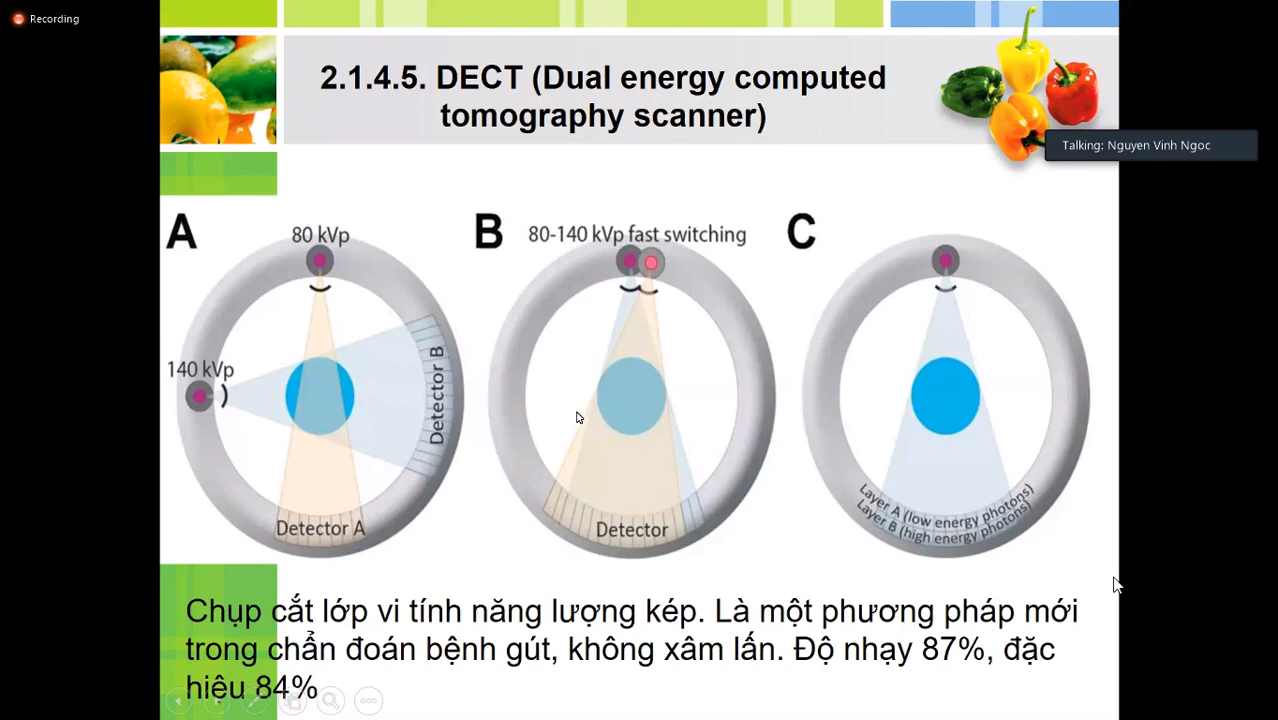 Recording
2.1.4.5. DECT (Dual energy computed
tomography scanner)
Talking: Nguyen Vinh Ngoc
A
80 kVp
140 kVp
Detector B
Detector A
B
80-140 kVp fast switching
Detector
C
Layer A (low energy photons)
Layer B (high energy photons)
Chụp cắt lớp vi tính năng lượng kép. Là một phương pháp mới
trong chẩn đoán bệnh gút, không xâm lấn. Độ nhạy 87%, đặc
hiệu 84%